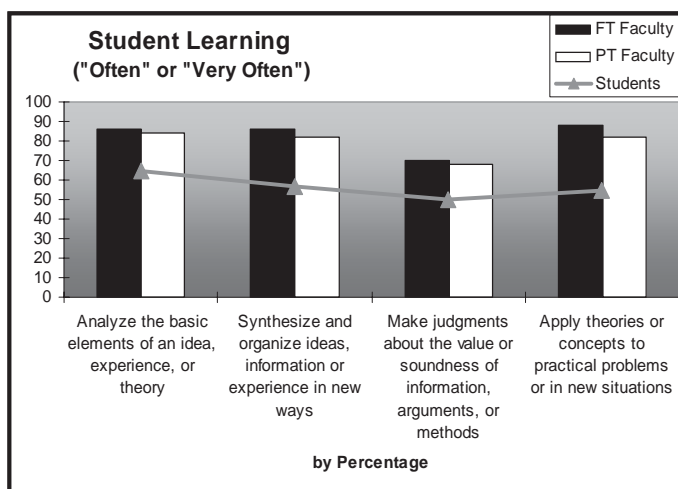 Student Learning
("Often" or "Very Often")
FT Faculty
PT Faculty
Students
100
90
80
70
60
50
40
30
20
10
0
Analyze the basic
elements of an idea,
experience, or
theory
Synthesize and
organize ideas,
information or
experience in new
ways
Make judgments
about the value or
soundness of
information,
arguments, or
methods
Apply theories or
concepts to
practical problems
or in new situations
by Percentage